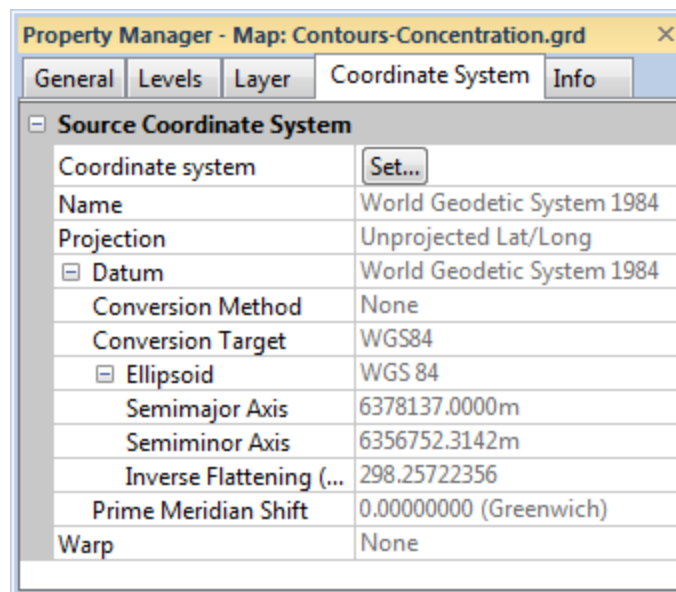 Property Manager - Map: Contours-Concentration.grd
General Levels Layer Coordinate System Info
Source Coordinate System
Coordinate system Set...
Name World Geodetic System 1984
Projection Unprojected Lat/Long
Datum World Geodetic System 1984
Conversion Method None
Conversion Target WGS84
Ellipsoid WGS 84
Semimajor Axis 6378137.0000m
Semiminor Axis 6356752.3142m
Inverse Flattening (... 298.25722356
Prime Meridian Shift 0.00000000 (Greenwich)
Warp None